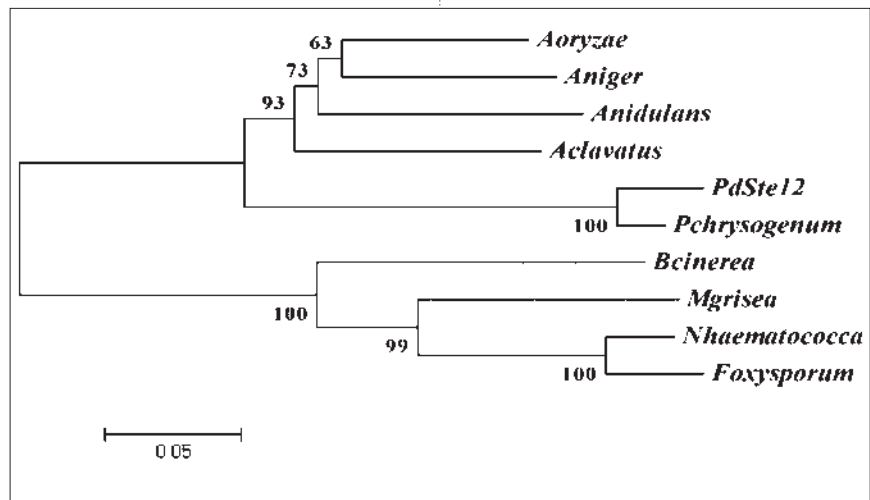 63
Aoryzae
73
Aniger
93
Anidulans
Aclavatus
PdSte12
100
Pchrysogenum
Bcinerea
100
Mgrisea
99
Nhaematococca
100
Foxysporum
0.05